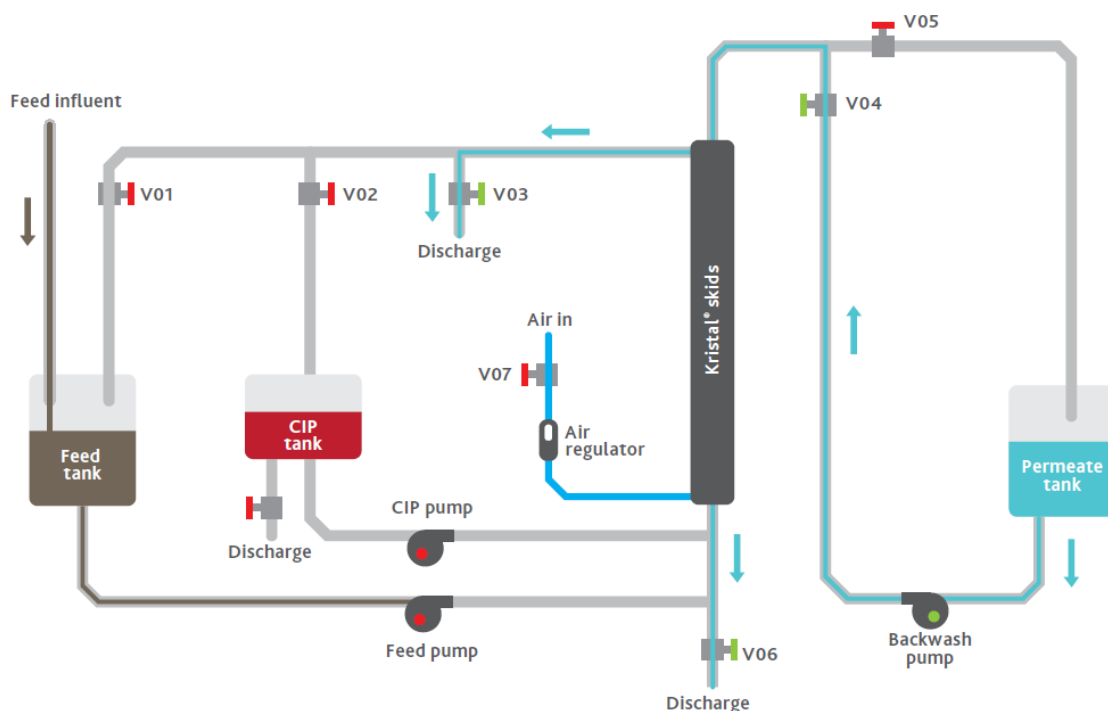 V05
Feed influent
V04
V01
V02
V03
Discharge
Kristal® skids
Air in
V07
Air
regulator
CIP
tank
Feed
tank
Permeate
tank
CIP pump
Discharge
Feed pump
Backwash
pump
V06
Discharge